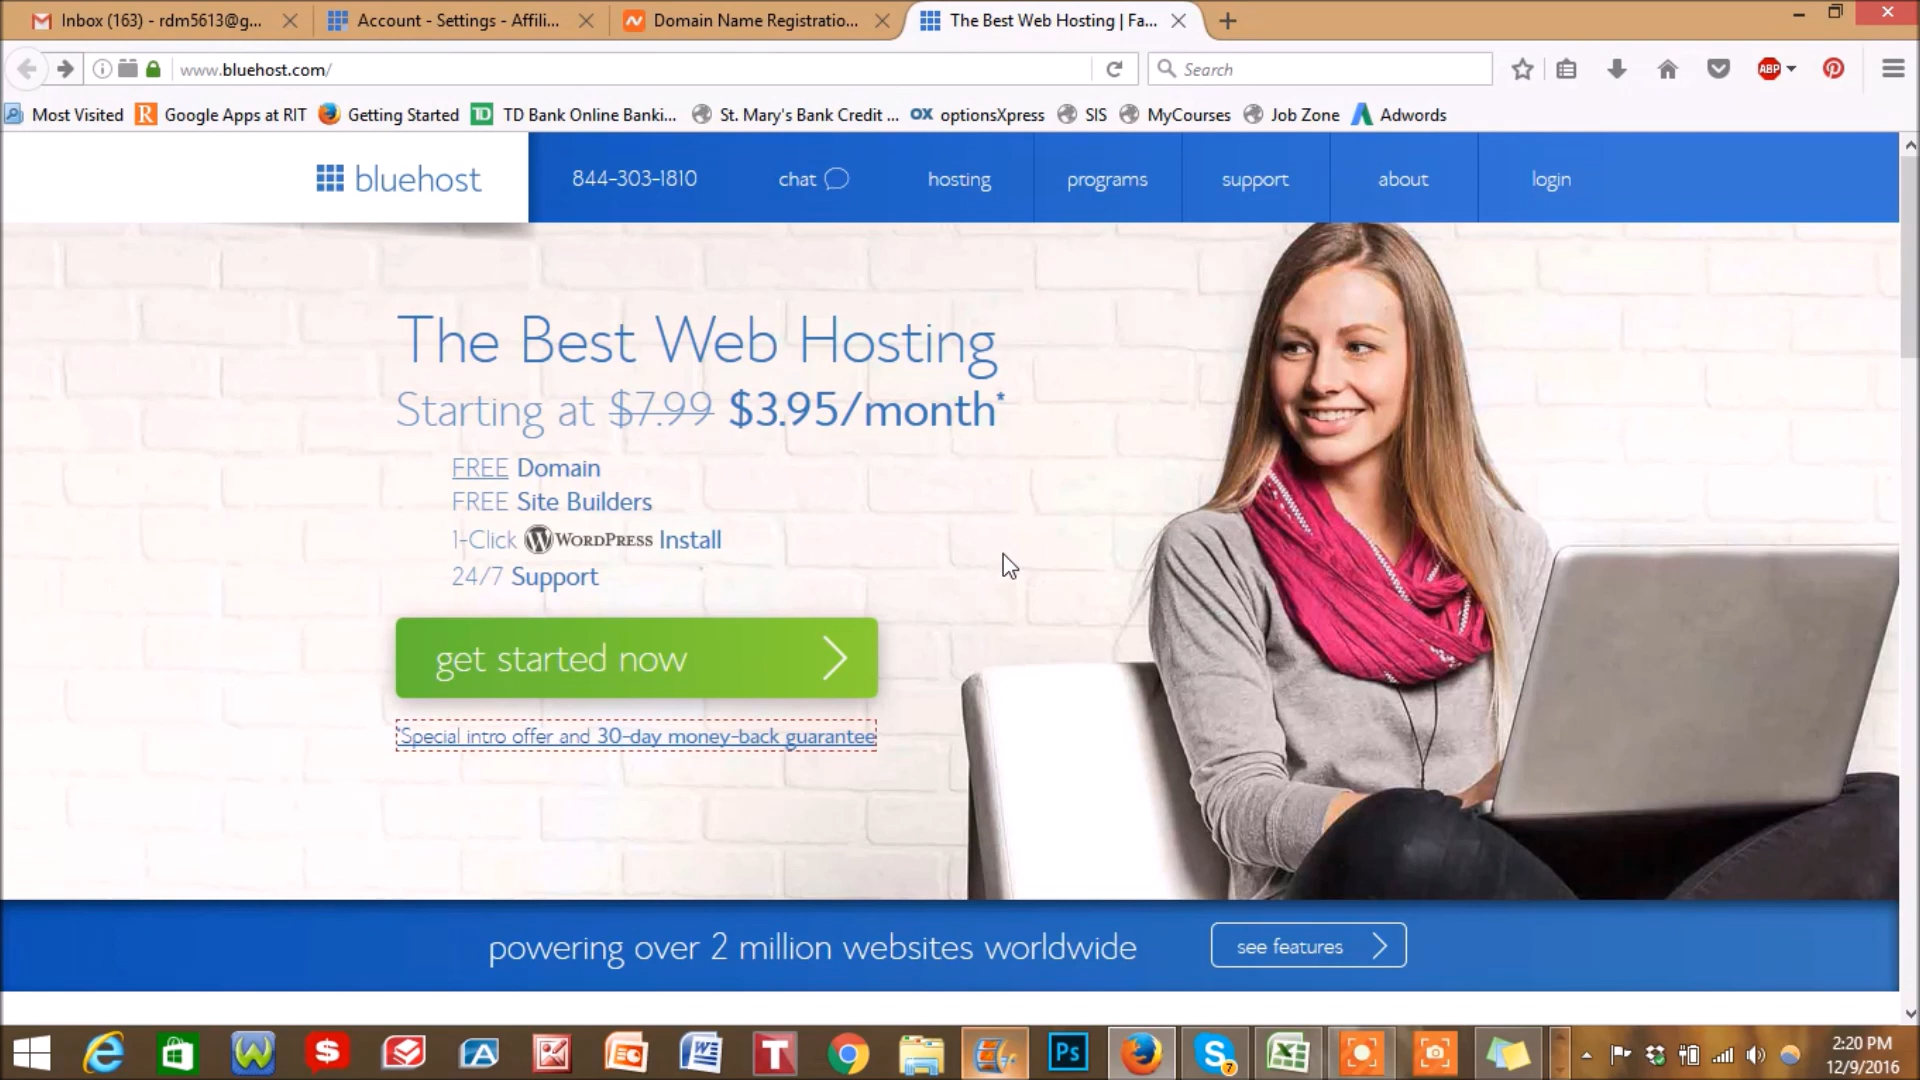 Inbox (163) - rdm5613@g...
Account - Settings - Affili...
Domain Name Registratio...
The Best Web Hosting | Fa...
www.bluehost.com/
Search
ABP
Most Visited
Google Apps at RIT
Getting Started
TD Bank Online Banki...
St. Mary's Bank Credit ...
OX optionsXpress
SIS
MyCourses
Job Zone
Adwords
bluehost
844-303-1810
chat
hosting
programs
support
about
login
The Best Web Hosting
Starting at $7.99 $3.95/month*
FREE Domain
FREE Site Builders
1-Click WORDPRESS Install
24/7 Support
get started now
*Special intro offer and 30-day money-back guarantee
powering over 2 million websites worldwide
see features
Ps
7
2:20 PM
12/9/2016